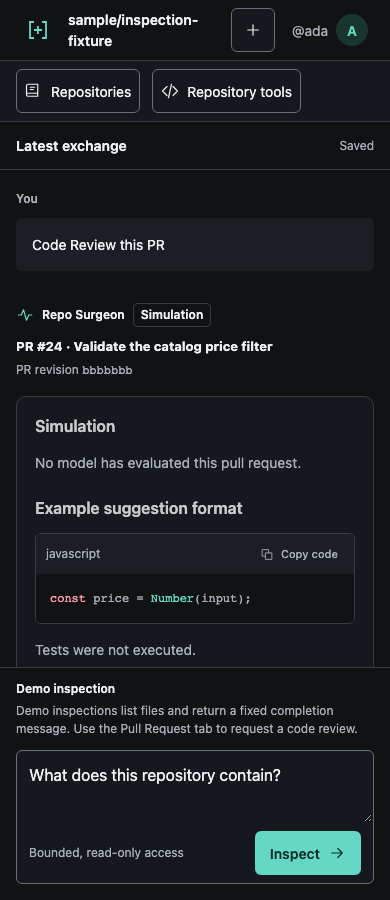 sample/inspection-
fixture
@ada
A
Repositories
Repository tools
Latest exchange
Saved
You
Code Review this PR
Repo Surgeon
Simulation
PR #24 · Validate the catalog price filter
PR revision bbbbbbb
Simulation
No model has evaluated this pull request.
Example suggestion format
javascript
Copy code
const price = Number(input);
Tests were not executed.
Demo inspection
Demo inspections list files and return a fixed completion
message. Use the Pull Request tab to request a code review.
What does this repository contain?
Bounded, read-only access
Inspect